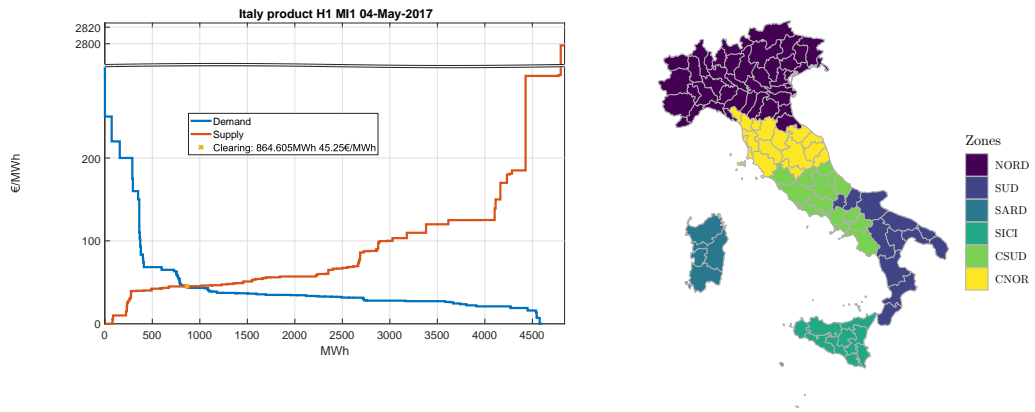 Italy product H1 MI1 04-May-2017
2820
2800
200
100
0
€/MWh
Demand
Supply
Clearing: 864.605MWh 45.25€/MWh
0 500 1000 1500 2000 2500 3000 3500 4000 4500
MWh
Zones
NORD
SUD
SARD
SICI
CSUD
CNOR